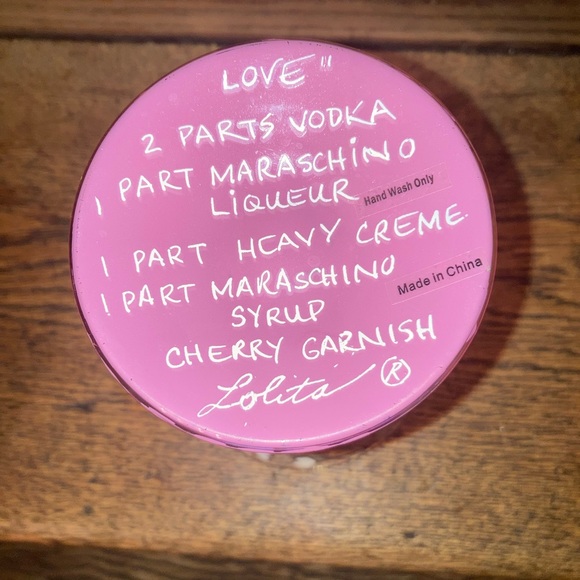 LOVE"
2 PARTS VODKA
1 PART MARASCHINO
LIQUEUR
Hand Wash Only
1 PART HEAVY CREME
1 PART MARASCHINO
Made in China
SYRUP
CHERRY GARNISH
Lolita ®